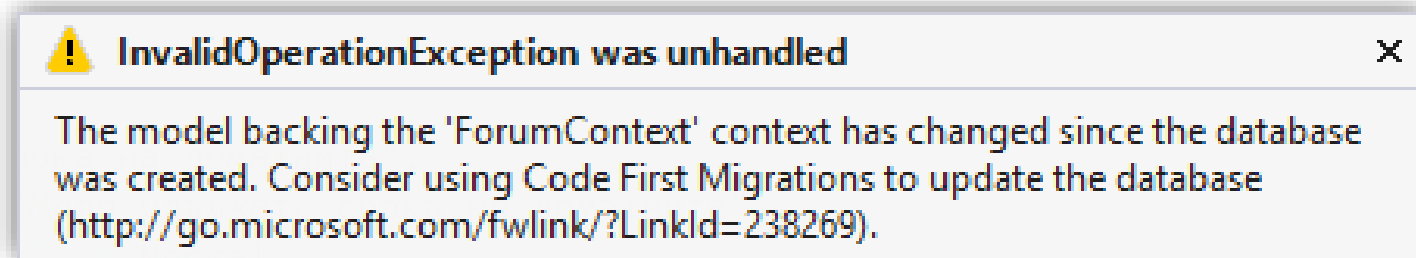 InvalidOperationException was unhandled
The model backing the 'ForumContext' context has changed since the database
was created. Consider using Code First Migrations to update the database
(http://go.microsoft.com/fwlink/?LinkId=238269).